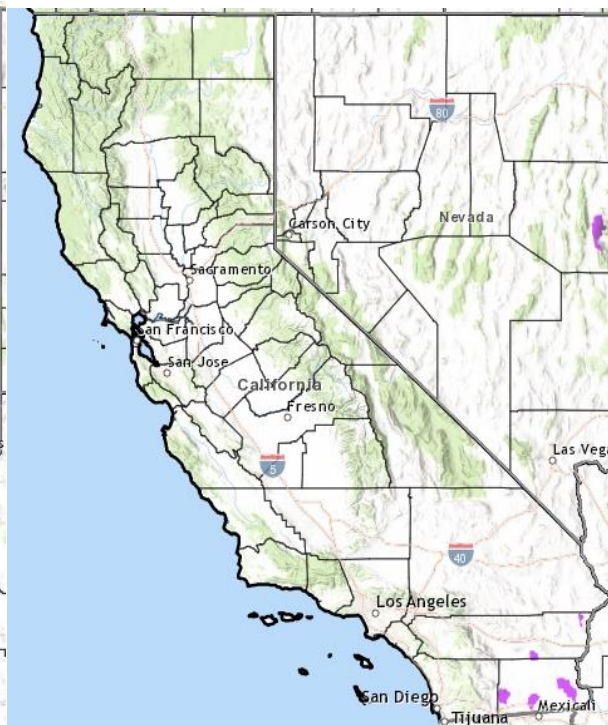 80
Carson City
Nevada
Sacramento
San Francisco
San Jose
California
Fresno
5
Las Vega
40
Los Angeles
San Diego
Tijuana
Mexicali